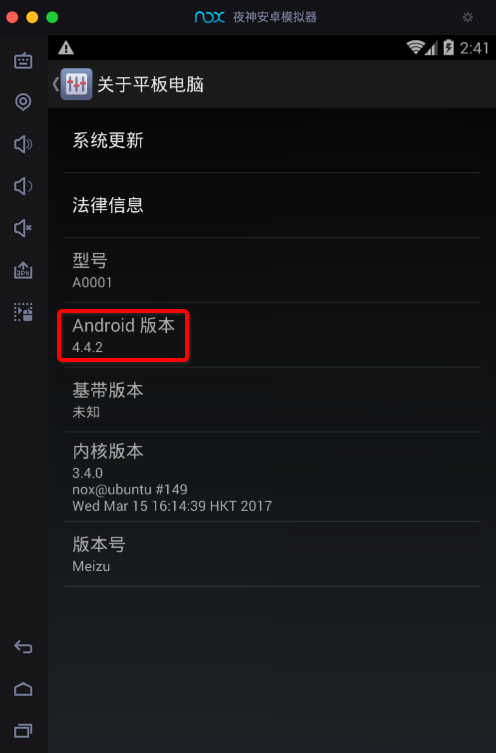 nox 夜神安卓模拟器
2:41
关于平板电脑
系统更新
法律信息
型号
A0001
Android 版本
4.4.2
基带版本
未知
内核版本
3.4.0
nox@ubuntu #149
Wed Mar 15 16:14:39 HKT 2017
版本号
Meizu